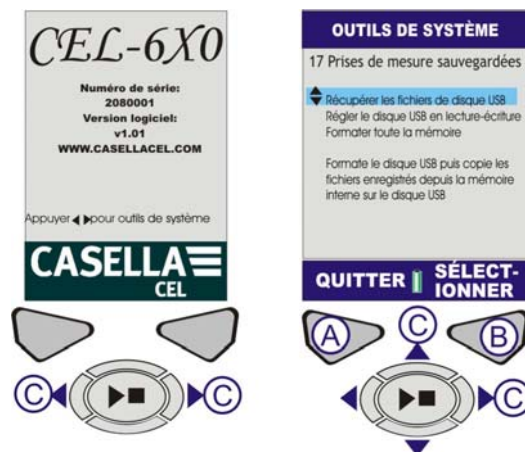 CEL-6X0
Numéro de série:
2080001
Version logiciel:
v1.01
WWW.CASELLACEL.COM
Appuyer pour outils de système
CASELLA
CEL
C
C
OUTILS DE SYSTÈME
17 Prises de mesure sauvegardées
Récupérer les fichiers de disque USB
Régler le disque USB en lecture-écriture
Formater toute la mémoire
Formate le disque USB puis copie les
fichiers enregistrés depuis la mémoire
interne sur le disque USB
QUITTER
SÉLECT-
IONNER
A
C
B
C